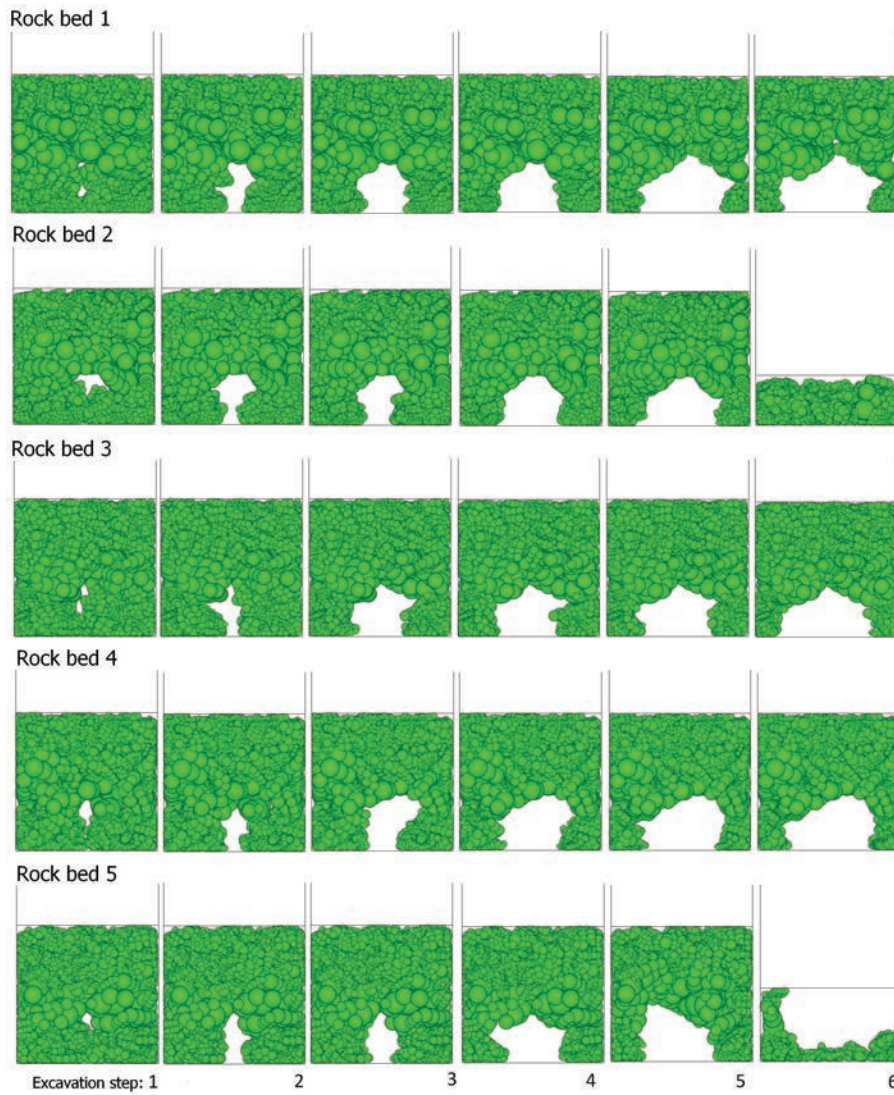 Rock bed 1
Rock bed 2
Rock bed 3
Rock bed 4
Rock bed 5
Excavation step: 1 2 3 4 5 6